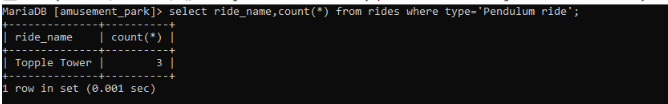 MariaDB [amusement_park]> select ride_name,count(*) from rides where type='Pendulum ride';
+--------------+----------+
| ride_name    | count(*) |
+--------------+----------+
| Topple Tower |        3 |
+--------------+----------+
1 row in set (0.001 sec)